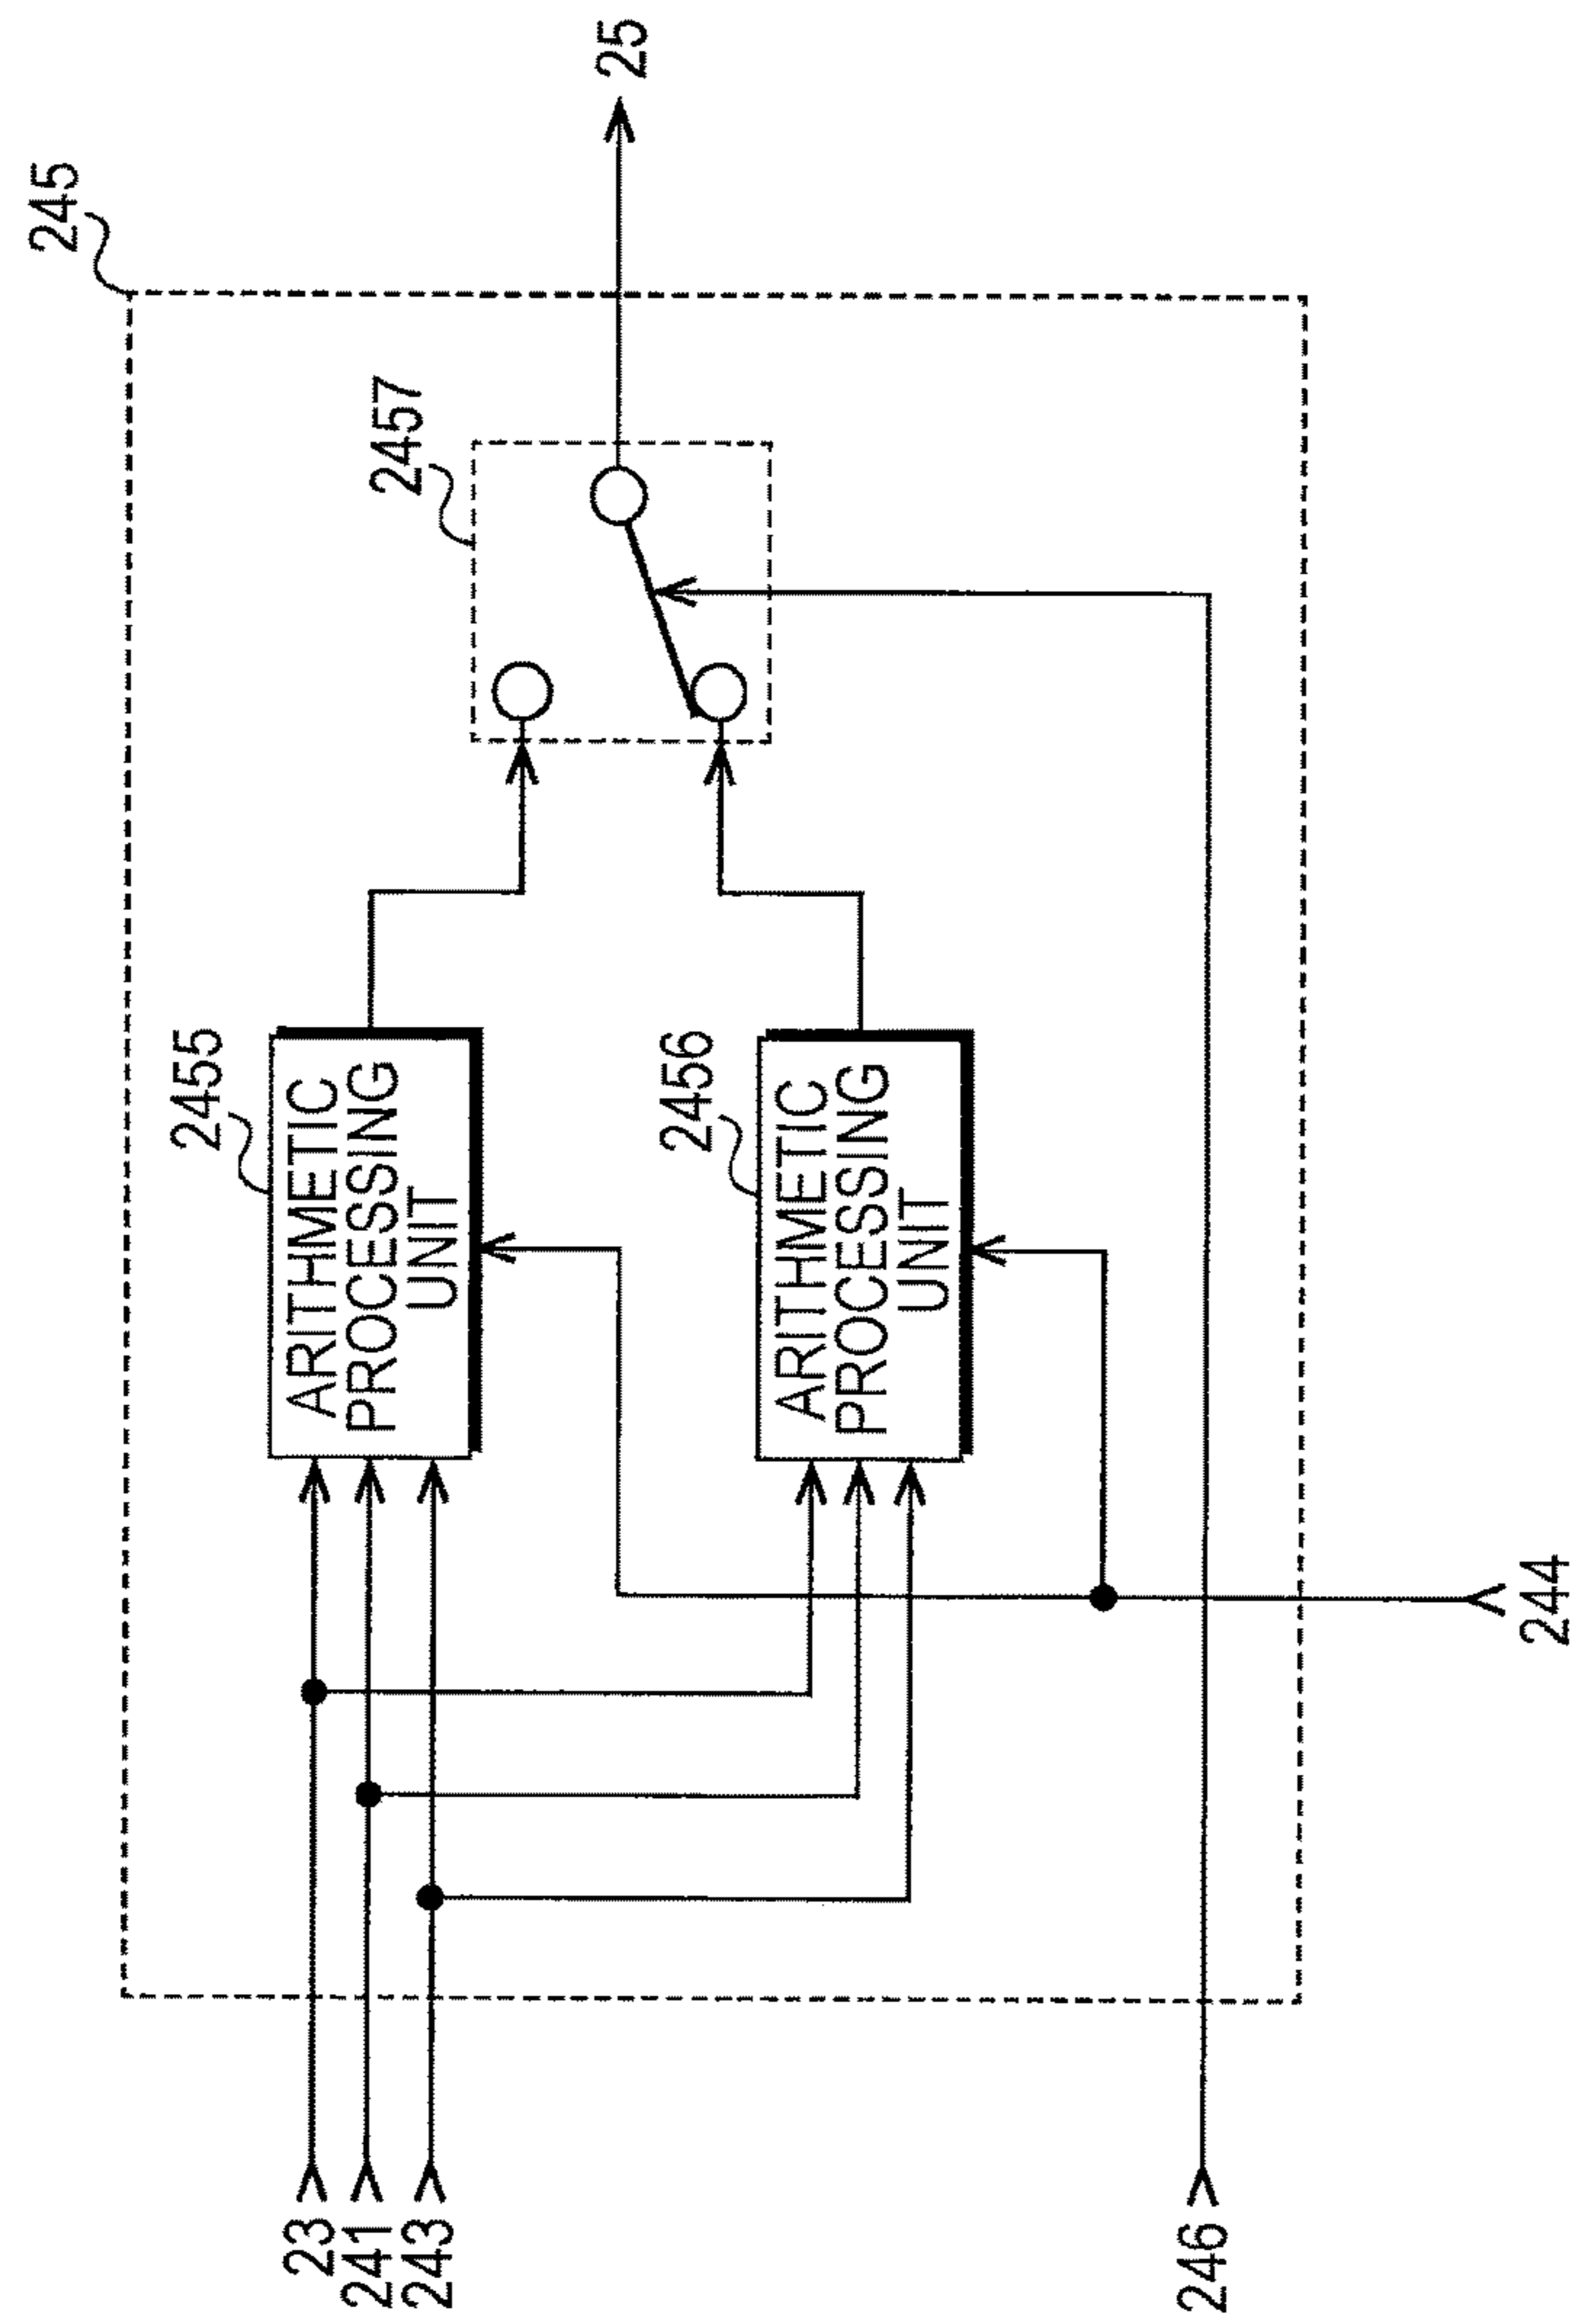 245
25
2457
2455
ARITHMETIC
PROCESSING
UNIT
2456
ARITHMETIC
PROCESSING
UNIT
23
241
243
246
244